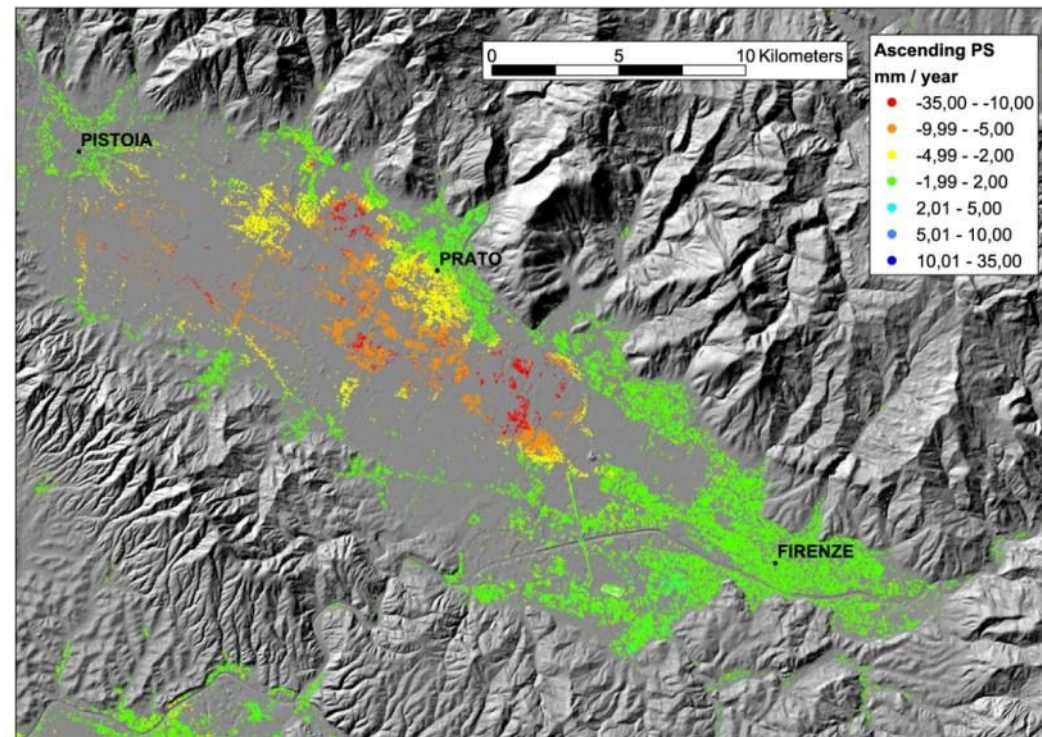 0 5 10 Kilometers
Ascending PS
mm / year
-35,00 - -10,00
-9,99 - -5,00
-4,99 - -2,00
-1,99 - 2,00
2,01 - 5,00
5,01 - 10,00
10,01 - 35,00
PISTOIA
PRATO
FIRENZE